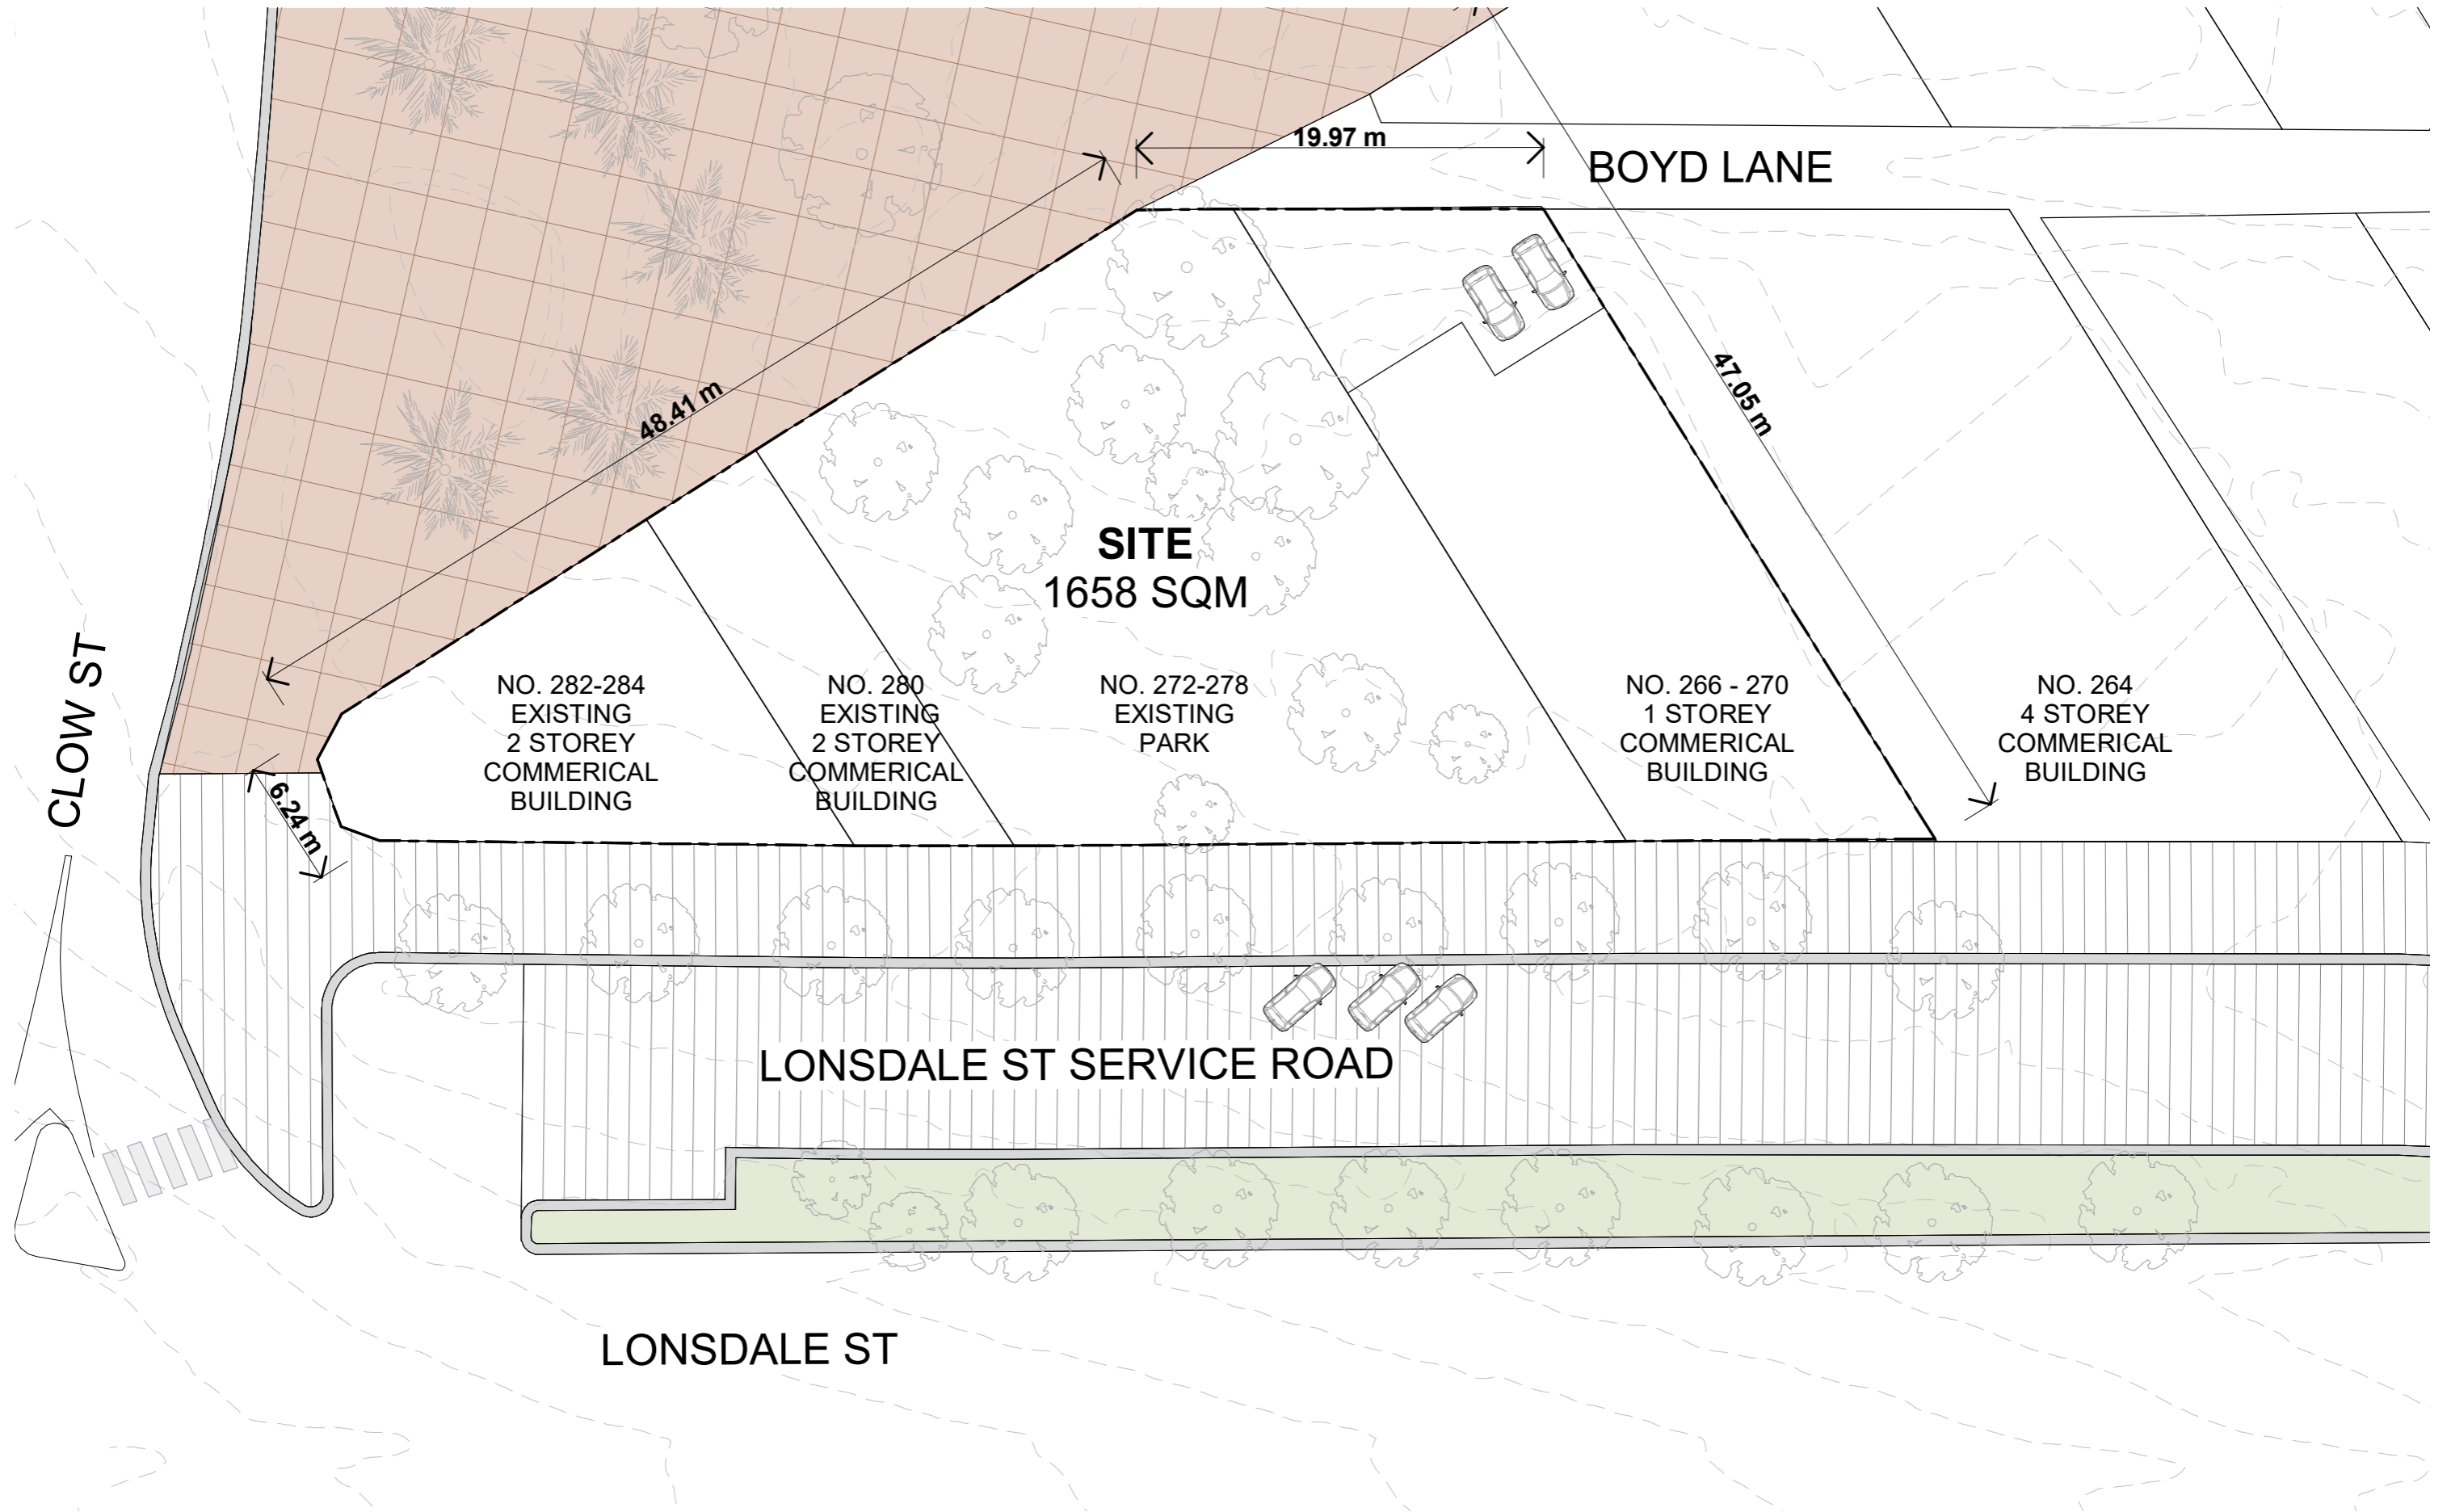 19.97 m
BOYD LANE
48.41 m
47.05 m
SITE
1658 SQM
CLOW ST
NO. 282-284
EXISTING
2 STOREY
COMMERICAL
BUILDING
NO. 280
EXISTING
2 STOREY
COMMERICAL
BUILDING
NO. 272-278
EXISTING
PARK
NO. 266 - 270
1 STOREY
COMMERICAL
BUILDING
NO. 264
4 STOREY
COMMERICAL
BUILDING
6.24 m
LONSDALE ST SERVICE ROAD
LONSDALE ST